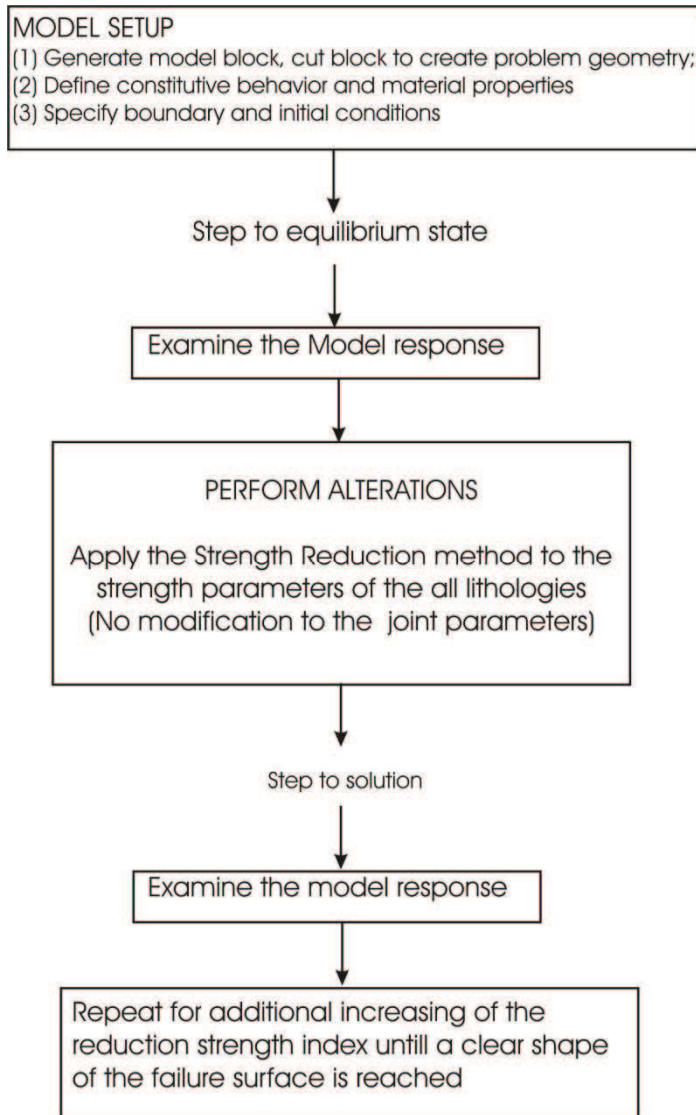 MODEL SETUP
(1) Generate model block, cut block to create problem geometry;
(2) Define constitutive behavior and material properties
(3) Specify boundary and initial conditions
Step to equilibrium state
Examine the Model response
PERFORM ALTERATIONS
Apply the Strength Reduction method to the
strength parameters of the all lithologies
(No modification to the joint parameters)
Step to solution
Examine the model response
Repeat for additional increasing of the
reduction strength index untill a clear shape
of the failure surface is reached